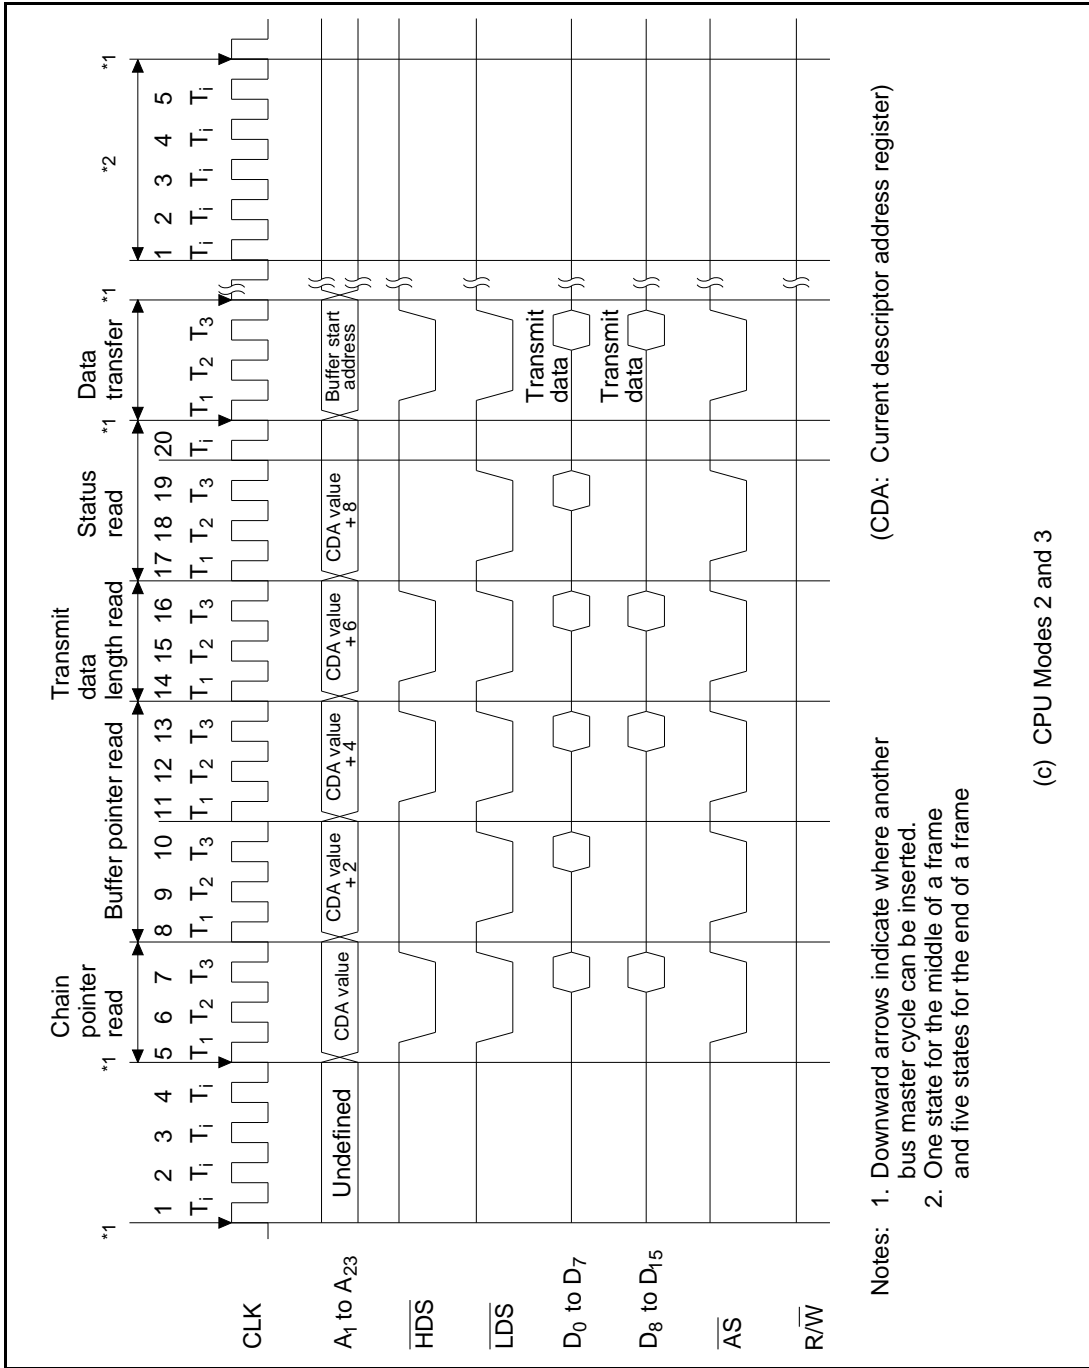 *1 *1 *1 *1 *1
*2
Chain
pointer
read
Buffer pointer read
Transmit
data
length read
Status
read
Data
transfer
1 2 3 4 5 6 7 8 9 10 11 12 13 14 15 16 17 18 19 20 1 2 3 4 5
Ti Ti Ti Ti T1 T2 T3 T1 T2 T3 T1 T2 T3 T1 T2 T3 T1 T2 T3 Ti T1 T2 T3 Ti Ti Ti Ti Ti
CLK
A1 to A23
Undefined
CDA value
CDA value
+ 2
CDA value
+ 4
CDA value
+ 6
CDA value
+ 8
Buffer start
address
HDS
LDS
D0 to D7
Transmit
data
D8 to D15
Transmit
data
AS
R/W
Notes: 1. Downward arrows indicate where another
bus master cycle can be inserted.
2. One state for the middle of a frame
and five states for the end of a frame
(CDA: Current descriptor address register)
(c) CPU Modes 2 and 3